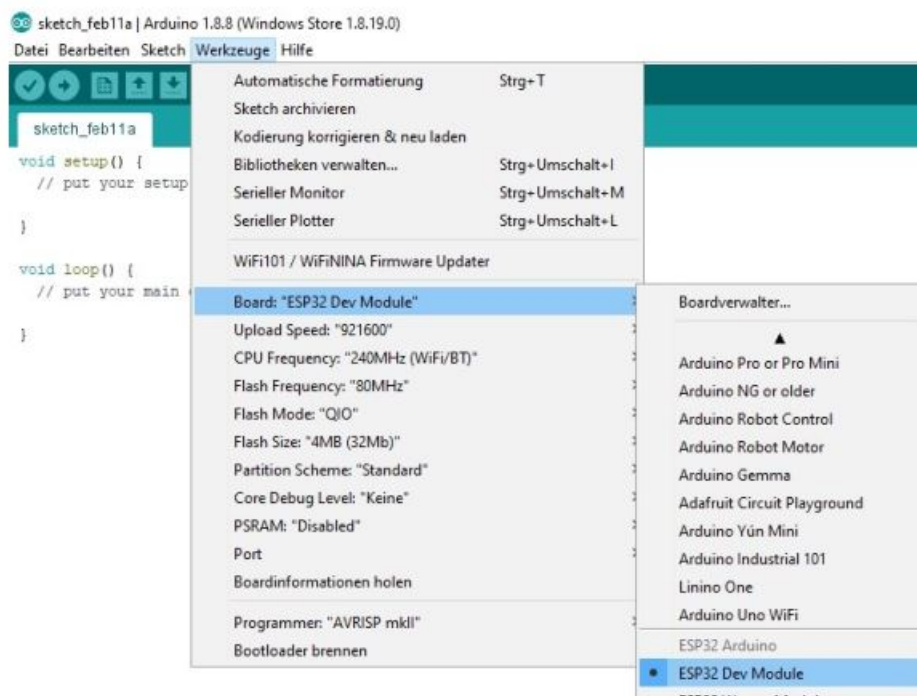 sketch_feb11a | Arduino 1.8.8 (Windows Store 1.8.19.0)
Datei Bearbeiten Sketch Werkzeuge Hilfe
sketch_feb11a
void setup() {
// put your setup
}
void loop() {
// put your main
}
Automatische Formatierung Strg+T
Sketch archivieren
Kodierung korrigieren & neu laden
Bibliotheken verwalten... Strg+Umschalt+I
Serieller Monitor Strg+Umschalt+M
Serieller Plotter Strg+Umschalt+L
WiFi101 / WiFiNINA Firmware Updater
Board: "ESP32 Dev Module"
Upload Speed: "921600"
CPU Frequency: "240MHz (WiFi/BT)"
Flash Frequency: "80MHz"
Flash Mode: "QIO"
Flash Size: "4MB (32Mb)"
Partition Scheme: "Standard"
Core Debug Level: "Keine"
PSRAM: "Disabled"
Port
Boardinformationen holen
Programmer: "AVRISP mkII"
Bootloader brennen
Boardverwalter...
Arduino Pro or Pro Mini
Arduino NG or older
Arduino Robot Control
Arduino Robot Motor
Arduino Gemma
Adafruit Circuit Playground
Arduino Yún Mini
Arduino Industrial 101
Linino One
Arduino Uno WiFi
ESP32 Arduino
ESP32 Dev Module